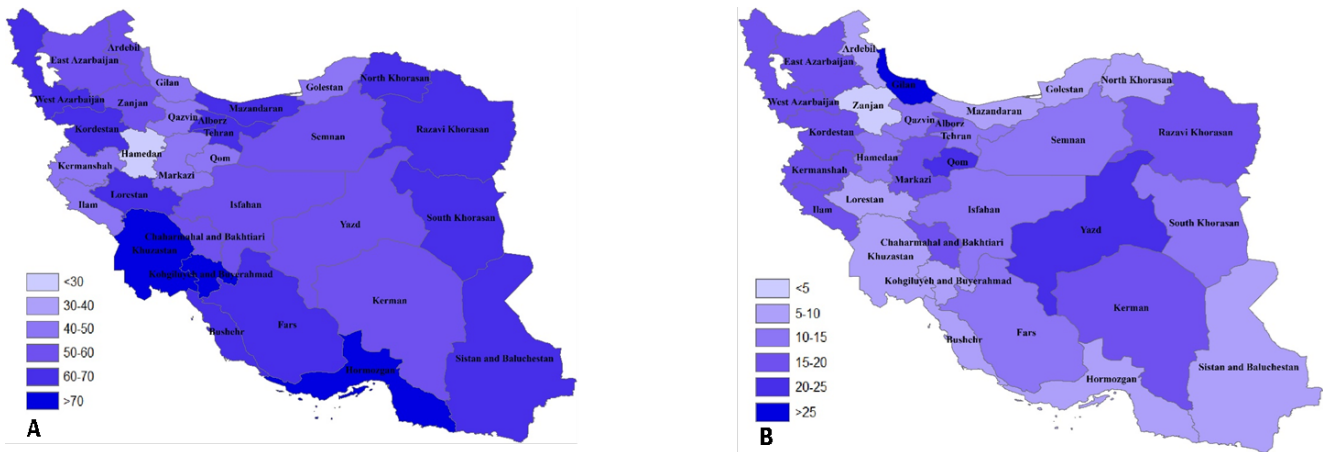 Ardebil
East Azarbaijan
Gilan
North Khorasan
Golestan
West Azarbaijan
Zanjan
Mazandaran
Qazvin
Alborz
Kordestan
Tehran
Semnan
Razavi Khorasan
Hamedan
Qom
Kermanshah
Markazi
Lorestan
Ilam
Isfahan
South Khorasan
Yazd
Chaharmahal and Bakhtiari
Khuzastan
Kohgiluyeh and Buyerahmad
Kerman
Bushehr
Fars
Sistan and Baluchestan
Hormozgan
<30
30-40
40-50
50-60
60-70
>70
A
Ardebil
East Azarbaijan
Gilan
North Khorasan
Golestan
West Azarbaijan
Zanjan
Mazandaran
Qazvin
Alborz
Kordestan
Tehran
Semnan
Razavi Khorasan
Hamedan
Qom
Kermanshah
Markazi
Lorestan
Ilam
Isfahan
South Khorasan
Yazd
Chaharmahal and Bakhtiari
Khuzastan
Kohgiluyeh and Buyerahmad
Kerman
Bushehr
Fars
Sistan and Baluchestan
Hormozgan
<5
5-10
10-15
15-20
20-25
>25
B